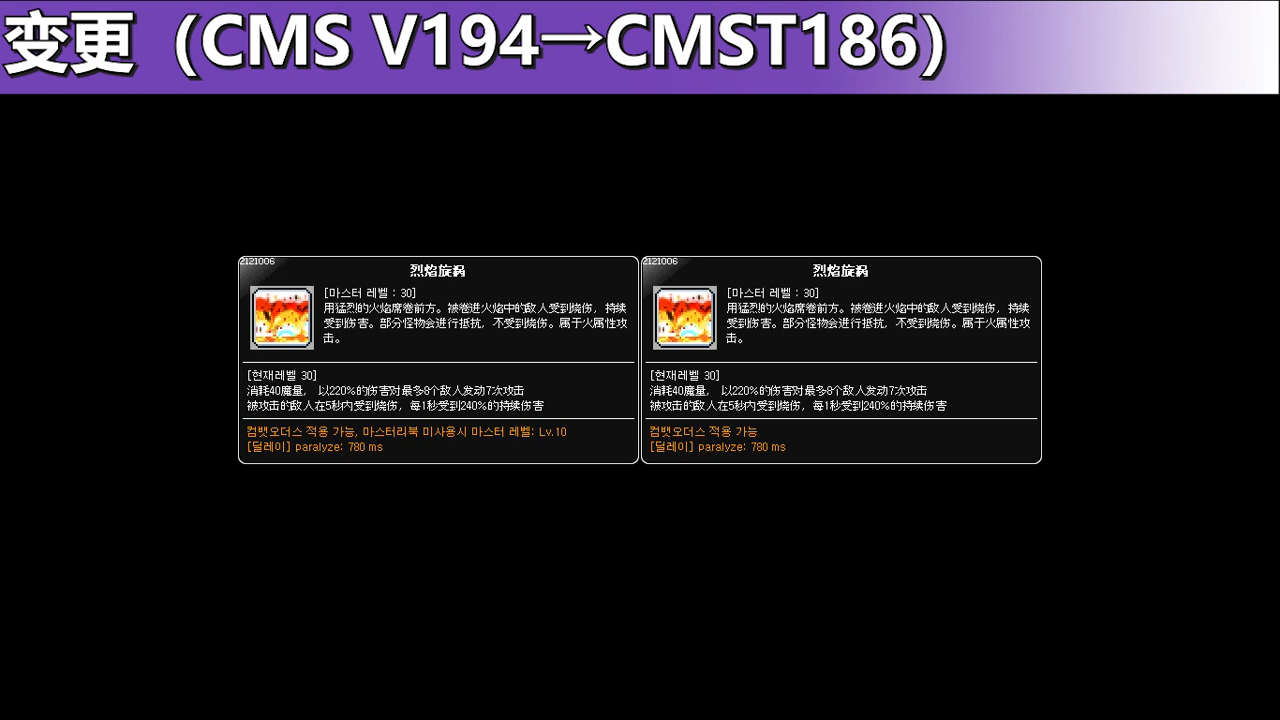 变更（CMS V194→CMST186）
2121006
烈焰旋涡
[마스터 레벨 : 30]
用猛烈的火焰席卷前方。被卷进火焰中的敌人受到烧伤，持续
受到伤害。部分怪物会进行抵抗，不受到烧伤。属于火属性攻
击。
[현재레벨 30]
消耗40魔量， 以220%的伤害对最多8个敌人发动7次攻击
被攻击的敌人在5秒内受到烧伤，每1秒受到240%的持续伤害
컴뱃오더스 적용 가능, 마스터리북 미사용시 마스터 레벨: Lv.10
[딜레이] paralyze: 780 ms
2121006
烈焰旋涡
[마스터 레벨 : 30]
用猛烈的火焰席卷前方。被卷进火焰中的敌人受到烧伤，持续
受到伤害。部分怪物会进行抵抗，不受到烧伤。属于火属性攻
击。
[현재레벨 30]
消耗40魔量， 以220%的伤害对最多8个敌人发动7次攻击
被攻击的敌人在5秒内受到烧伤，每1秒受到240%的持续伤害
컴뱃오더스 적용 가능
[딜레이] paralyze: 780 ms